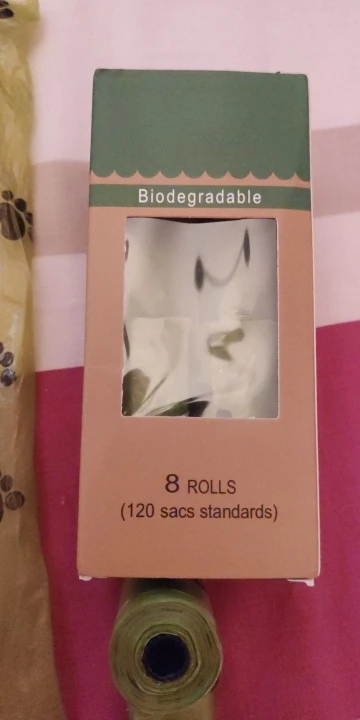 Biodegradable
8 ROLLS
(120 sacs standards)